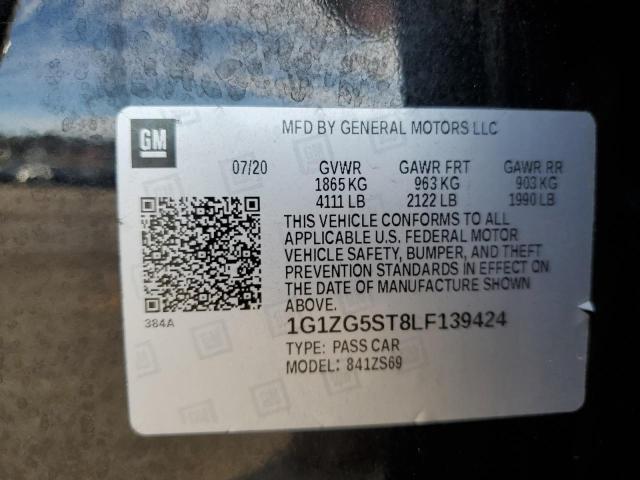 GM
MFD BY GENERAL MOTORS LLC
07/20 GVWR GAWR FRT GAWR RR
1865 KG 963 KG 903 KG
4111 LB 2122 LB 1990 LB
THIS VEHICLE CONFORMS TO ALL
APPLICABLE U.S. FEDERAL MOTOR
VEHICLE SAFETY, BUMPER, AND THEFT
PREVENTION STANDARDS IN EFFECT ON
THE DATE OF MANUFACTURE SHOWN
ABOVE.
384A
1G1ZG5ST8LF139424
TYPE: PASS CAR
MODEL: 841ZS69